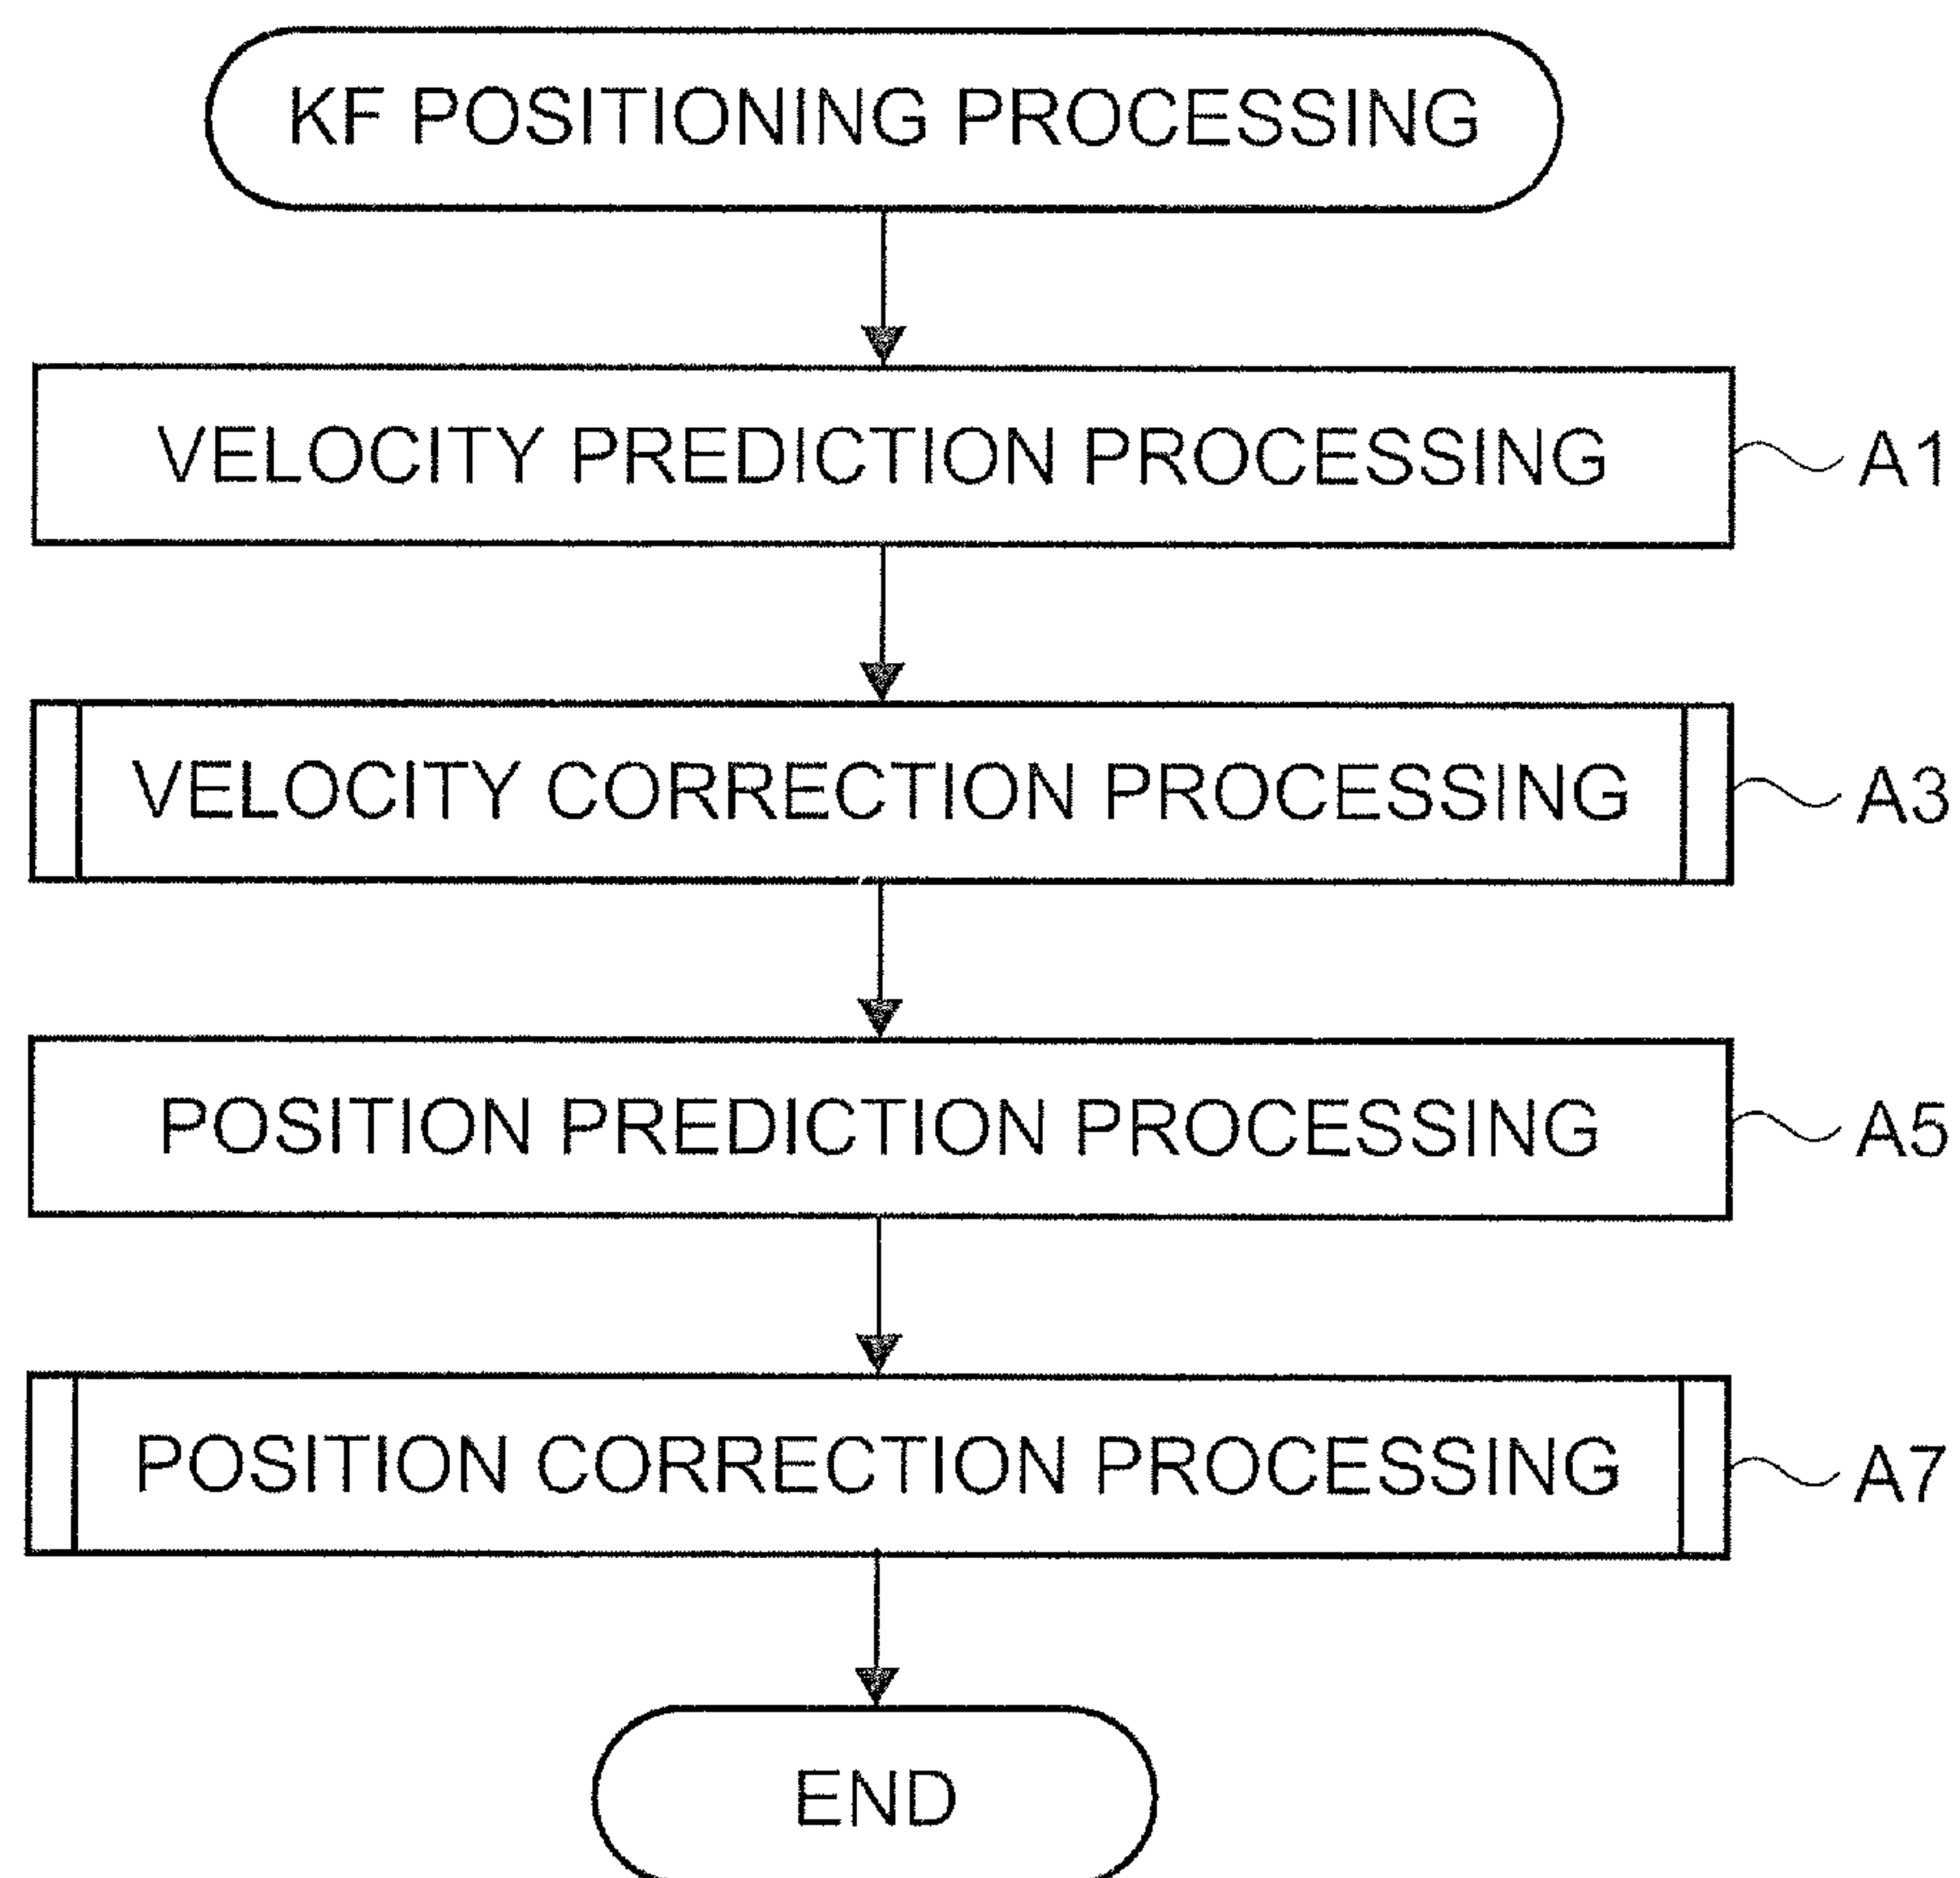 KF POSITIONING PROCESSING
VELOCITY PREDICTION PROCESSING
A1
VELOCITY CORRECTION PROCESSING
A3
POSITION PREDICTION PROCESSING
A5
POSITION CORRECTION PROCESSING
A7
END